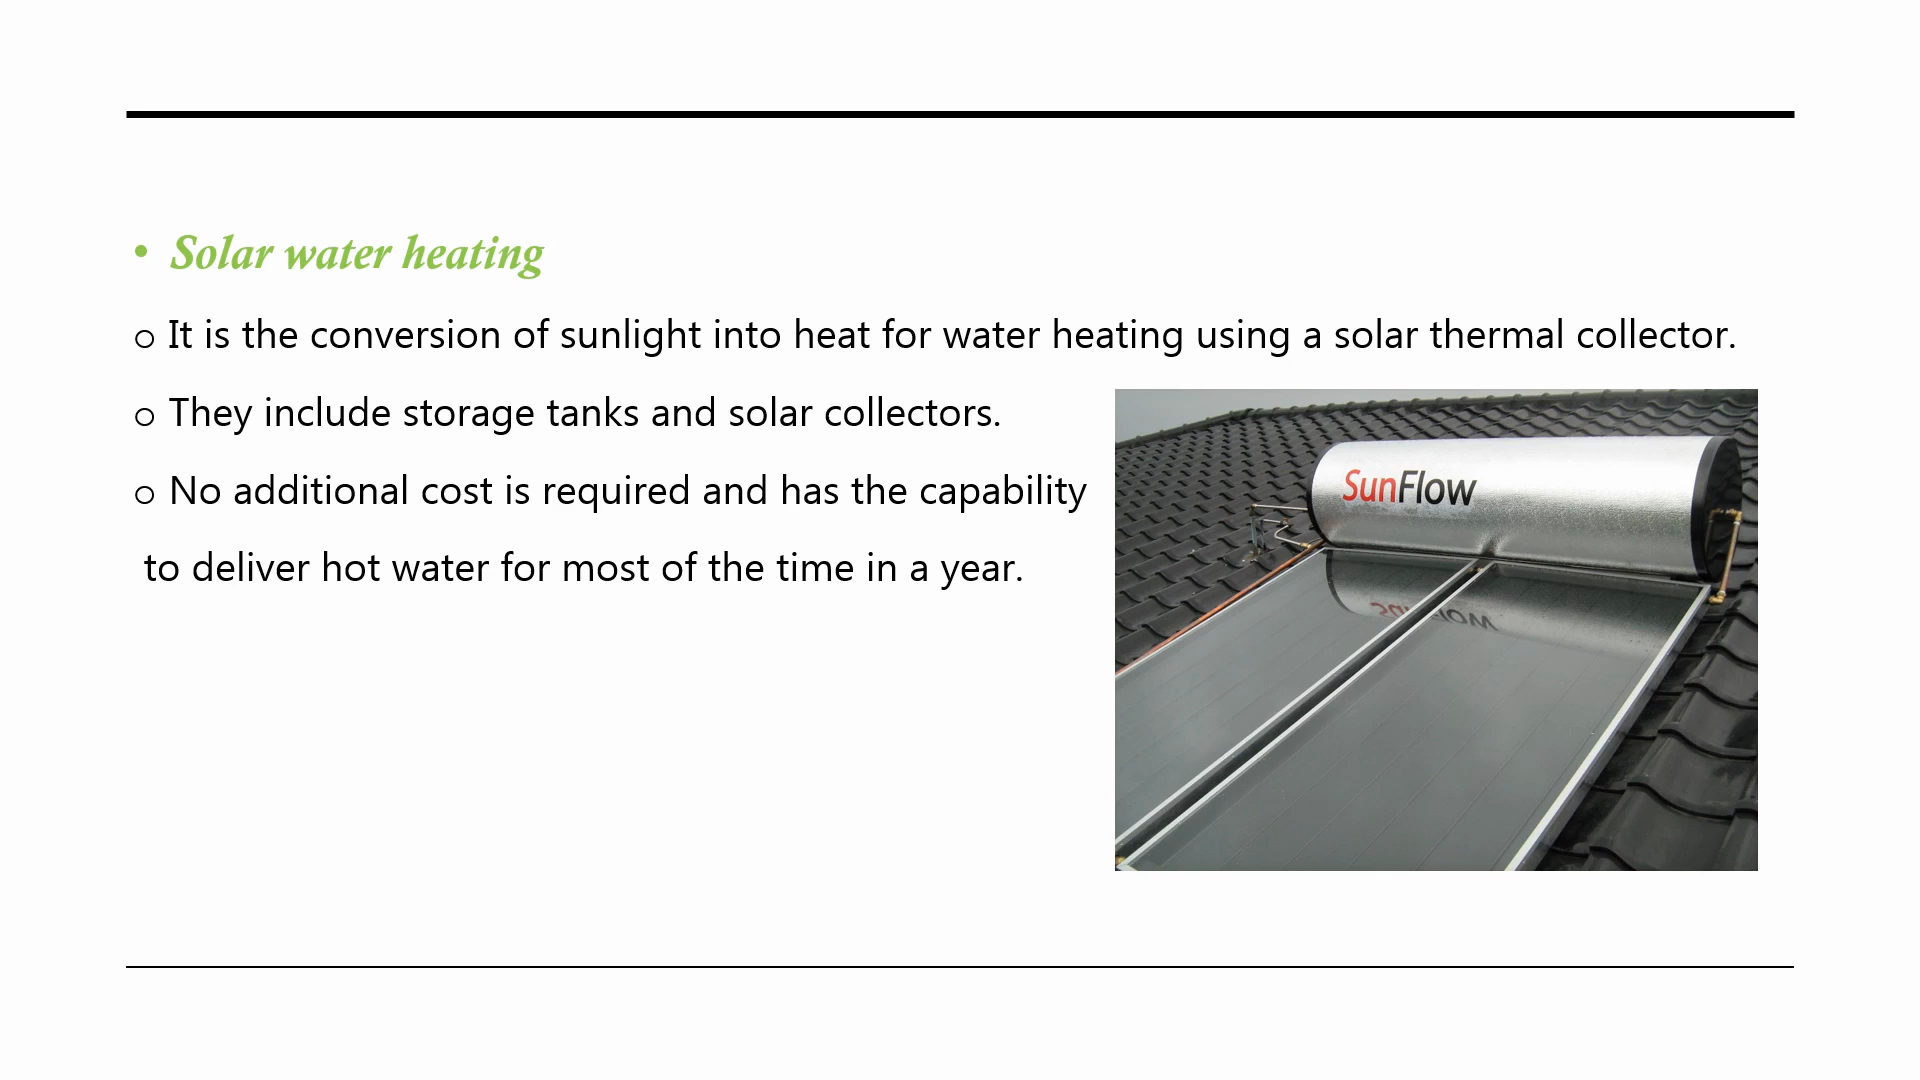 • Solar water heating
o It is the conversion of sunlight into heat for water heating using a solar thermal collector.
o They include storage tanks and solar collectors.
o No additional cost is required and has the capability
to deliver hot water for most of the time in a year.
SunFlow